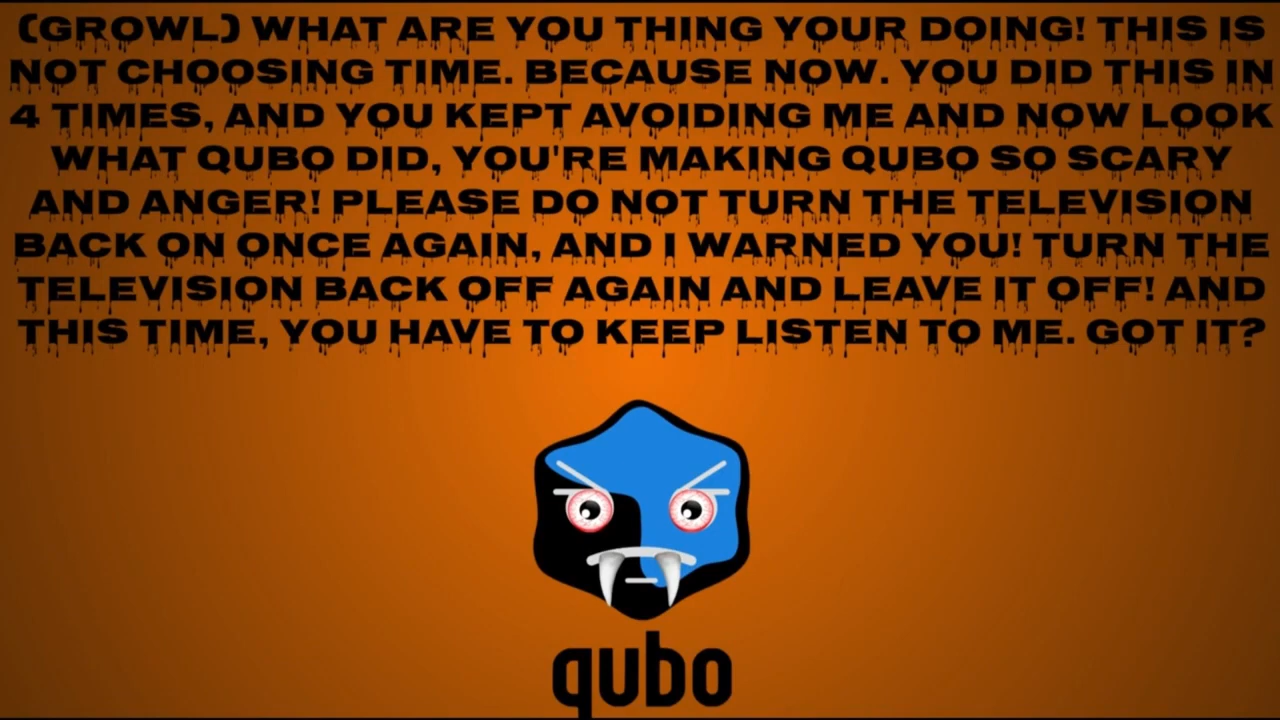 (GROWL) WHAT ARE YOU THING YOUR DOING! THIS IS
NOT CHOOSING TIME. BECAUSE NOW. YOU DID THIS IN
4 TIMES, AND YOU KEPT AVOIDING ME AND NOW LOOK
WHAT QUBO DID, YOU'RE MAKING QUBO SO SCARY
AND ANGER! PLEASE DO NOT TURN THE TELEVISION
BACK ON ONCE AGAIN, AND I WARNED YOU! TURN THE
TELEVISION BACK OFF AGAIN AND LEAVE IT OFF! AND
THIS TIME, YOU HAVE TO KEEP LISTEN TO ME. GOT IT?
qubo